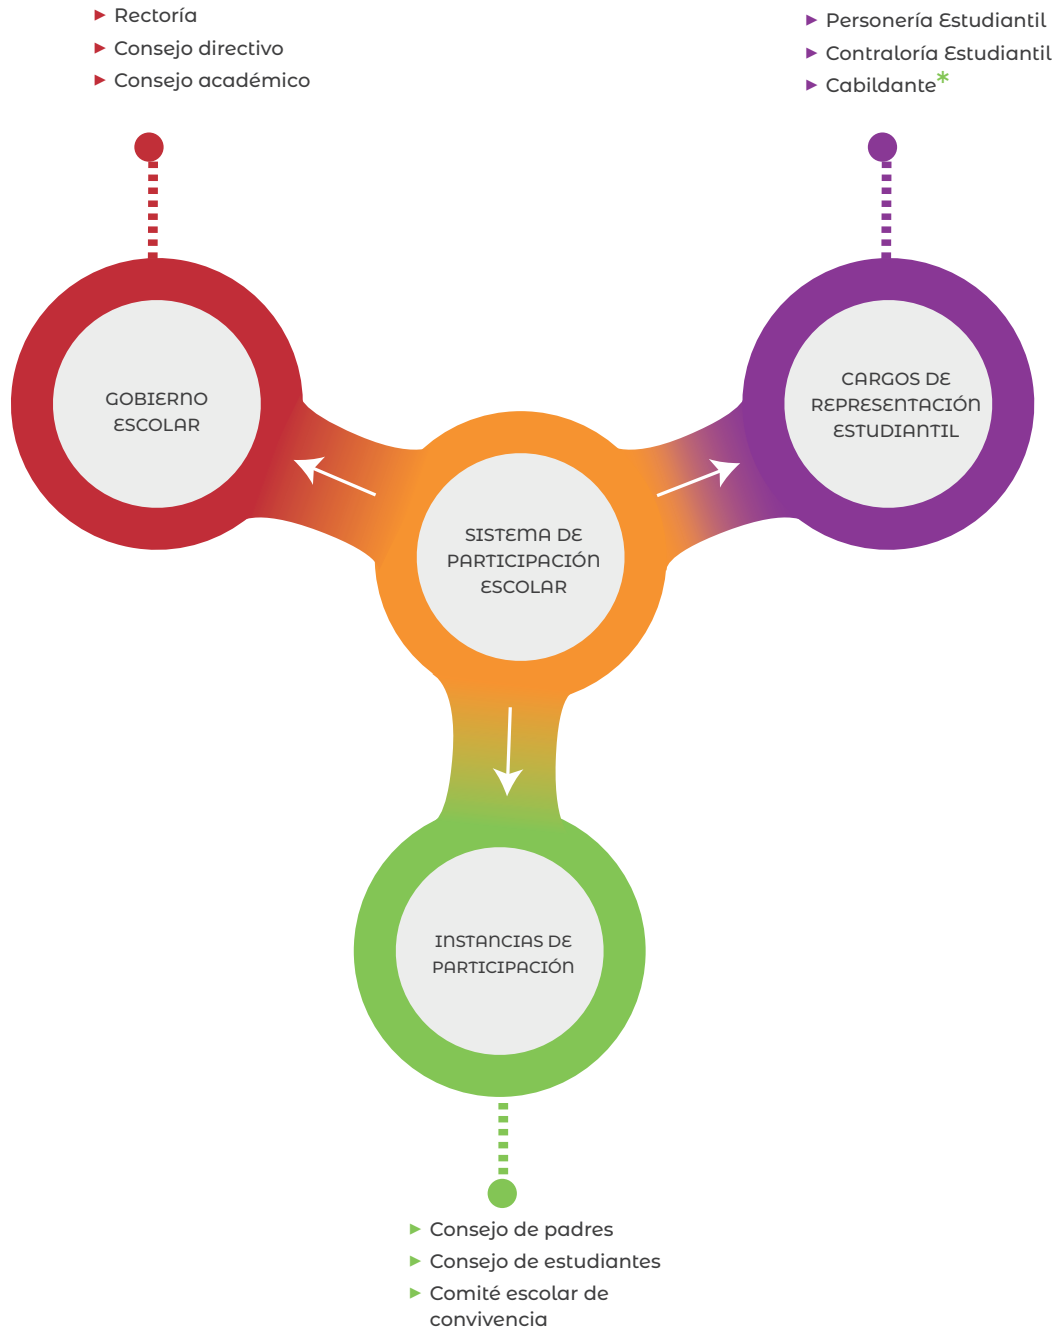 ► Rectoría
► Consejo directivo
► Consejo académico
► Personería Estudiantil
► Contraloría Estudiantil
► Cabildante*
GOBIERNO
ESCOLAR
CARGOS DE
REPRESENTACIÓN
ESTUDIANTIL
SISTEMA DE
PARTICIPACIÓN
ESCOLAR
INSTANCIAS DE
PARTICIPACIÓN
► Consejo de padres
► Consejo de estudiantes
► Comité escolar de
convivencia